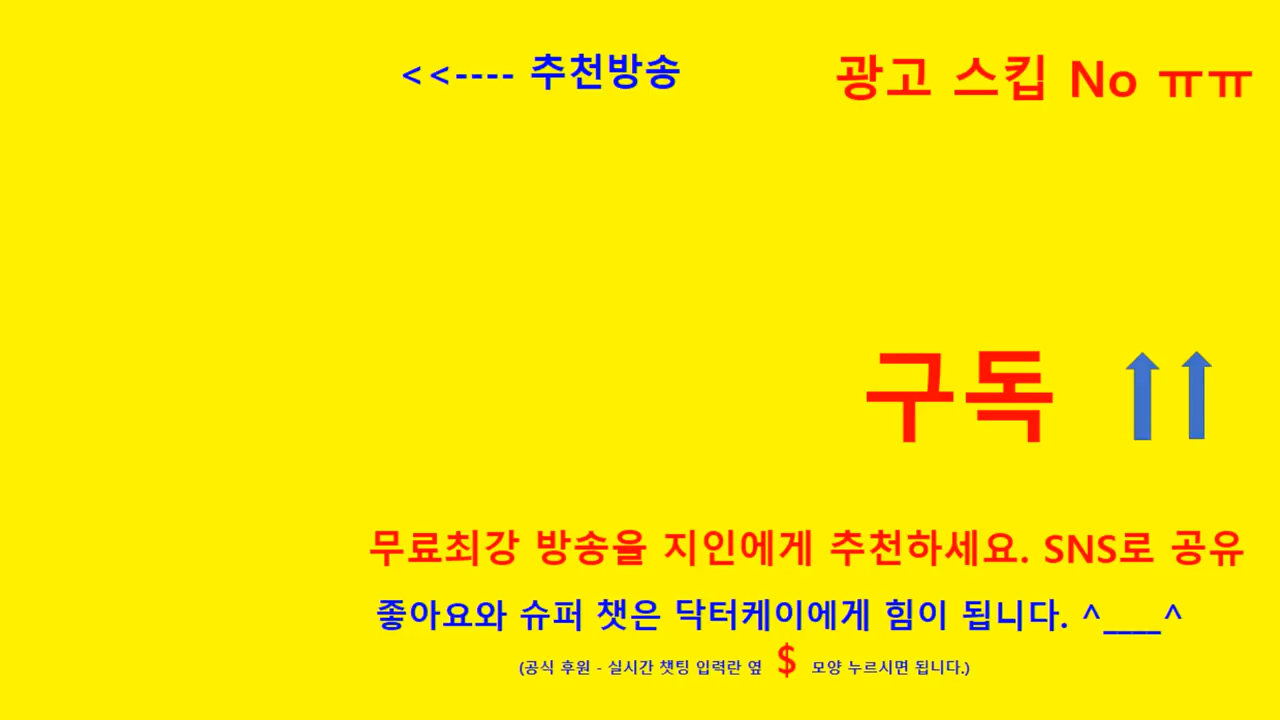 <<---- 추천방송
광고 스킵 No ㅠㅠ
구독
무료최강 방송을 지인에게 추천하세요. SNS로 공유
좋아요와 슈퍼 챗은 닥터케이에게 힘이 됩니다. ^____^
(공식 후원 - 실시간 챗팅 입력란 옆 $ 모양 누르시면 됩니다.)